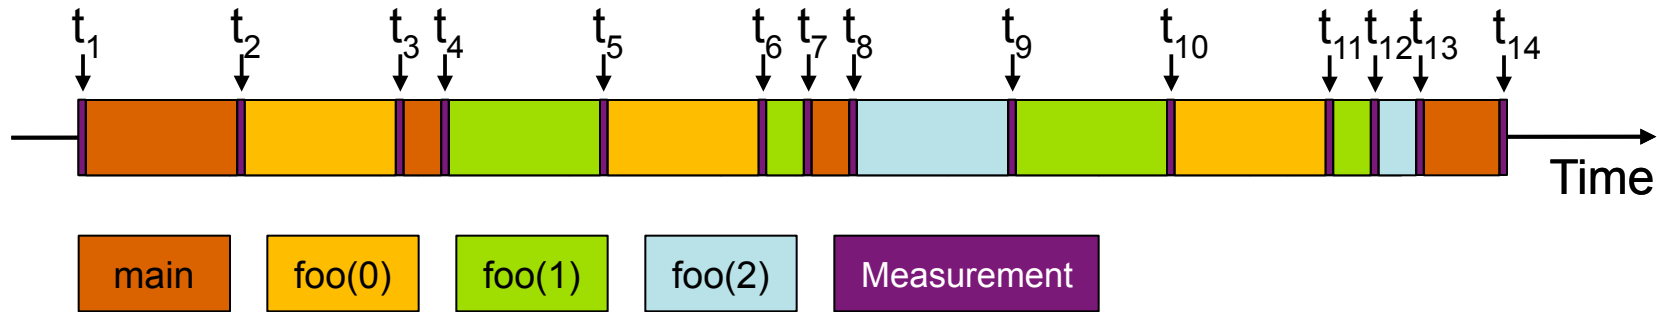 t1 t2 t3 t4 t5 t6 t7 t8 t9 t10 t11 t12 t13 t14
Time
main foo(0) foo(1) foo(2) Measurement